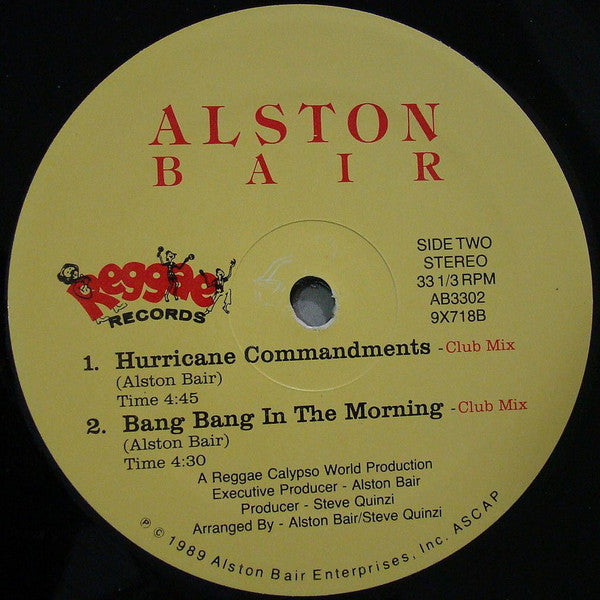 ALSTON
BAIR
Reggae
RECORDS
SIDE TWO
STEREO
33 1/3 RPM
AB3302
9X718B
1. Hurricane Commandments - Club Mix
(Alston Bair)
Time 4:45
2. Bang Bang In The Morning - Club Mix
(Alston Bair)
Time 4:30
A Reggae Calypso World Production
Executive Producer - Alston Bair
Producer - Steve Quinzi
Arranged By - Alston Bair/Steve Quinzi
℗ © 1989 Alston Bair Enterprises, Inc. ASCAP